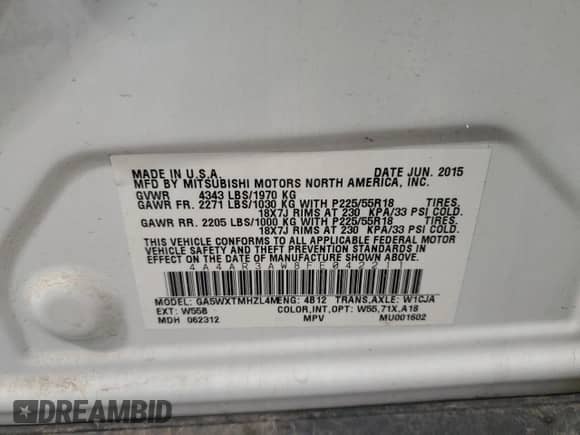 MADE IN U.S.A. DATE JUN. 2015
MFD BY MITSUBISHI MOTORS NORTH AMERICA, INC.
GVWR 4343 LBS/1970 KG
GAWR FR. 2271 LBS/1030 KG WITH P225/55R18 TIRES,
18X7J RIMS AT 230 KPA/33 PSI COLD.
GAWR RR. 2205 LBS/1000 KG WITH P225/55R18 TIRES,
18X7J RIMS AT 230 KPA/33 PSI COLD.
THIS VEHICLE CONFORMS TO ALL APPLICABLE FEDERAL
MOTOR VEHICLE SAFETY AND THEFT PREVENTION STANDARDS
IN EFFECT ON THE DATE OF MANUFACTURE SHOWN ABOVE.
4A4AR3AW8FE042211
MODEL: GA5WXTMHZL4M ENG: 4B12 TRANS,AXLE: W1CJA
EXT: W55B COLOR,INT,OPT: W55,71X,A18
MDH 062312 MPV MU001602
DREAMBID